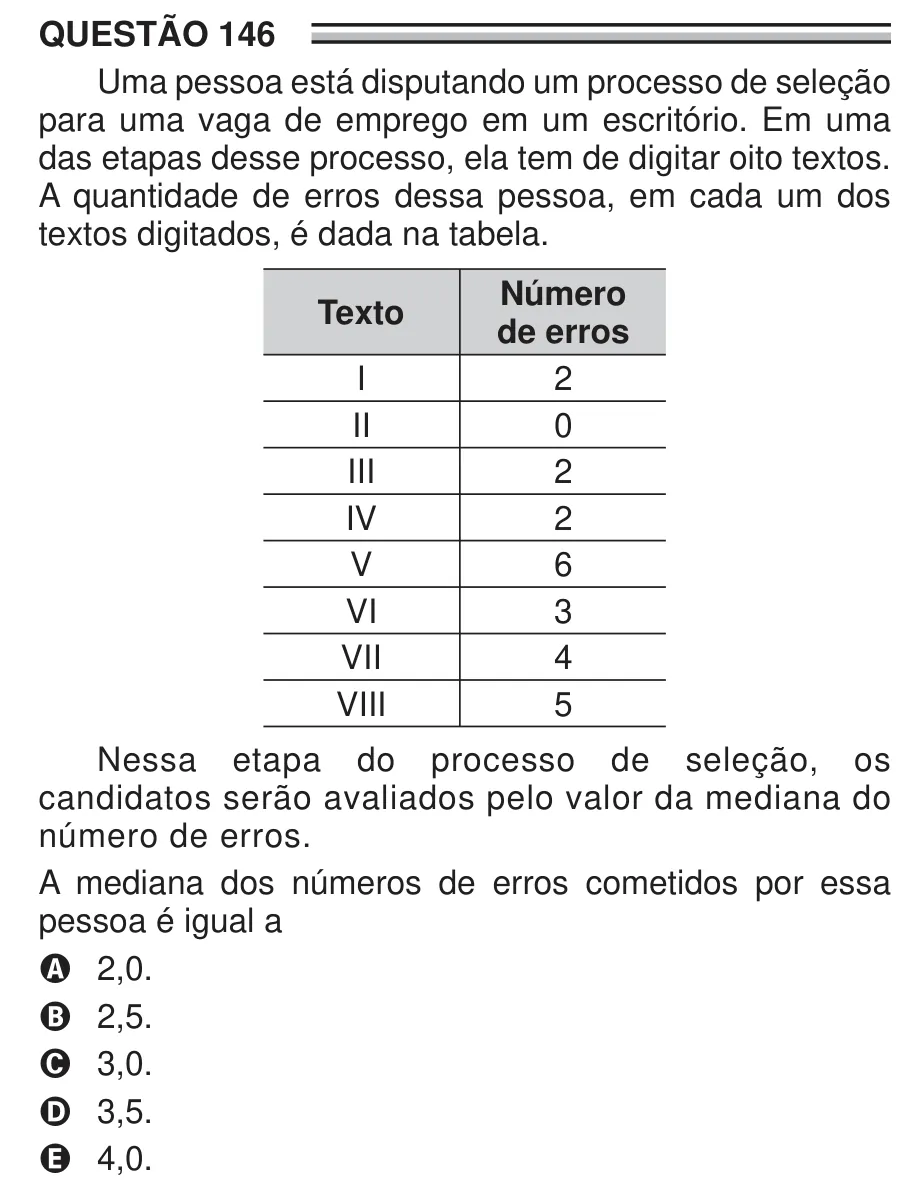 QUESTÃO 146
Uma pessoa está disputando um processo de seleção
para uma vaga de emprego em um escritório. Em uma
das etapas desse processo, ela tem de digitar oito textos.
A quantidade de erros dessa pessoa, em cada um dos
textos digitados, é dada na tabela.
Texto Número de erros
I 2
II 0
III 2
IV 2
V 6
VI 3
VII 4
VIII 5
Nessa etapa do processo de seleção, os
candidatos serão avaliados pelo valor da mediana do
número de erros.
A mediana dos números de erros cometidos por essa
pessoa é igual a
A 2,0.
B 2,5.
C 3,0.
D 3,5.
E 4,0.